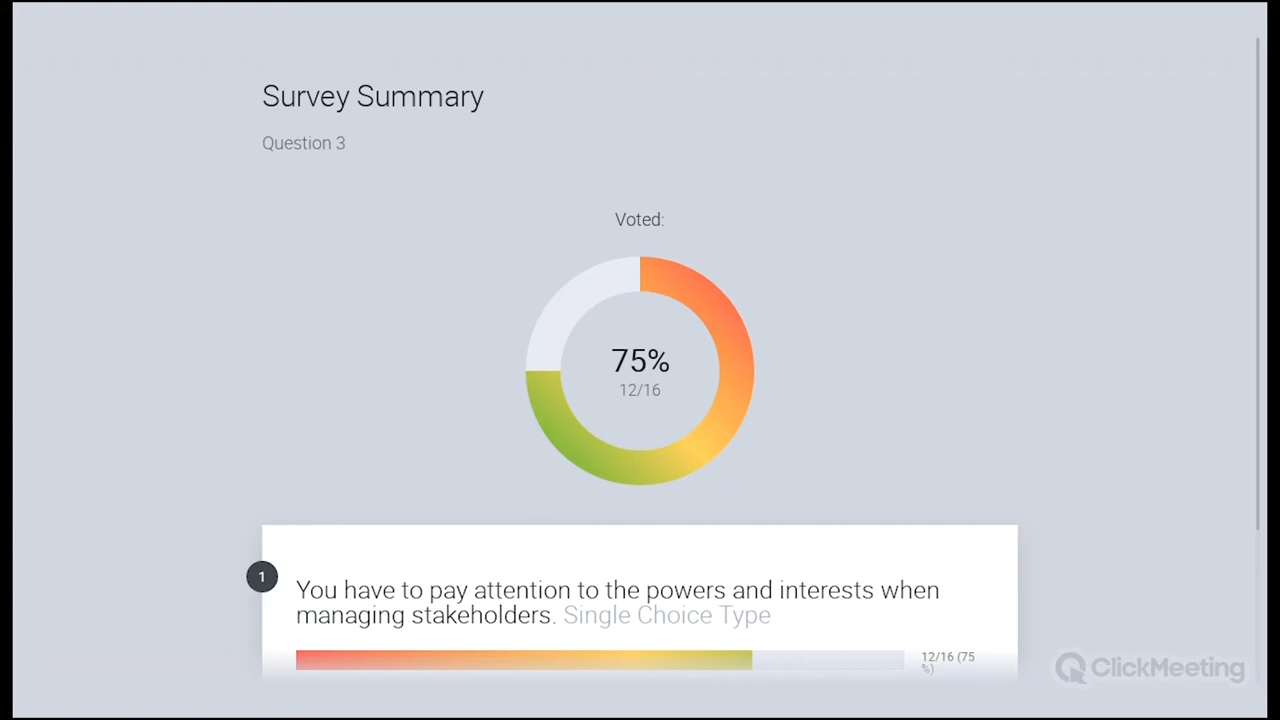 Survey Summary
Question 3
Voted:
75%
12/16
1
You have to pay attention to the powers and interests when
managing stakeholders. Single Choice Type
12/16 (75
%)
ClickMeeting